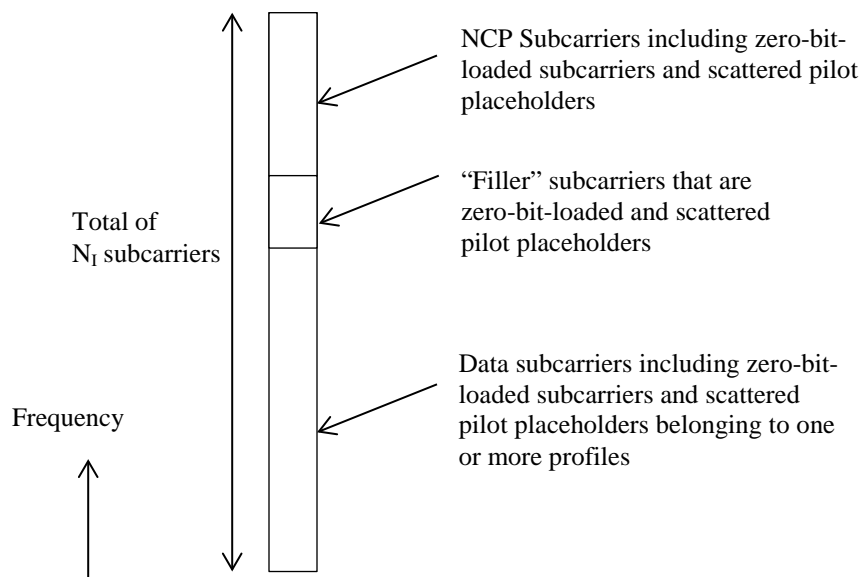 NCP Subcarriers including zero-bit-
loaded subcarriers and scattered pilot
placeholders
“Filler” subcarriers that are
zero-bit-loaded and scattered
pilot placeholders
Total of
N_I subcarriers
Data subcarriers including zero-bit-
loaded subcarriers and scattered
pilot placeholders belonging to one
or more profiles
Frequency